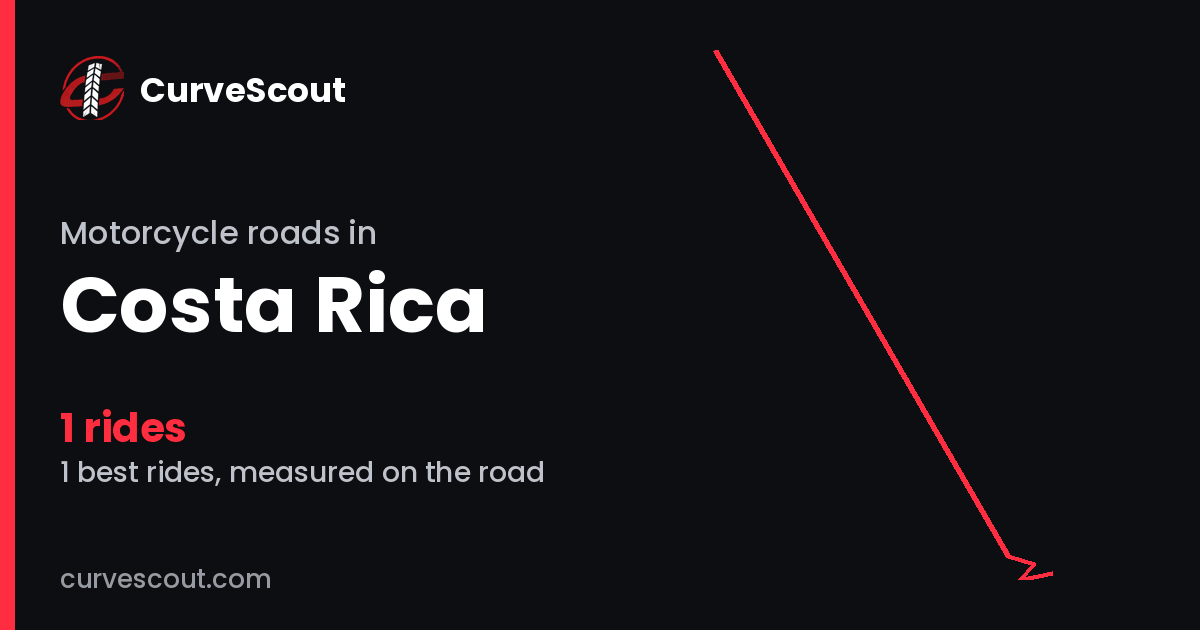 CurveScout
Motorcycle roads in
Costa Rica
1 rides
1 best rides, measured on the road
curvescout.com